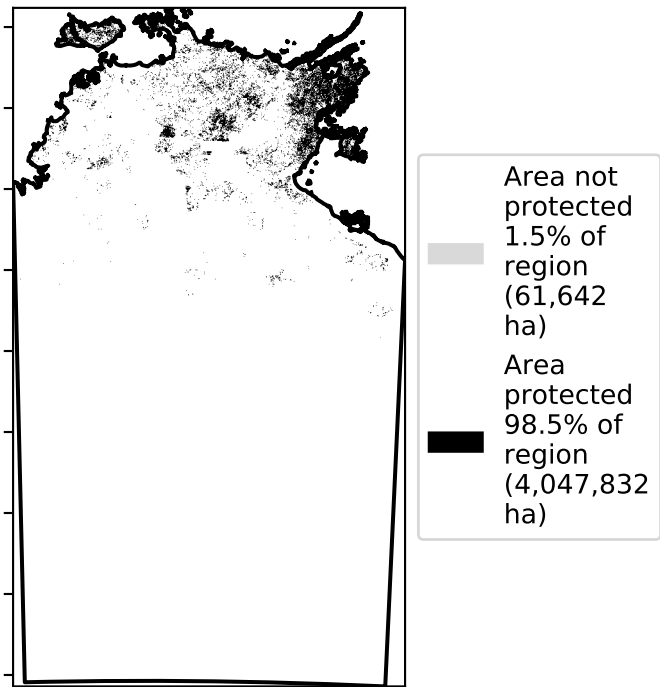 Area not
protected
1.5% of
region
(61,642
ha)
Area
protected
98.5% of
region
(4,047,832
ha)